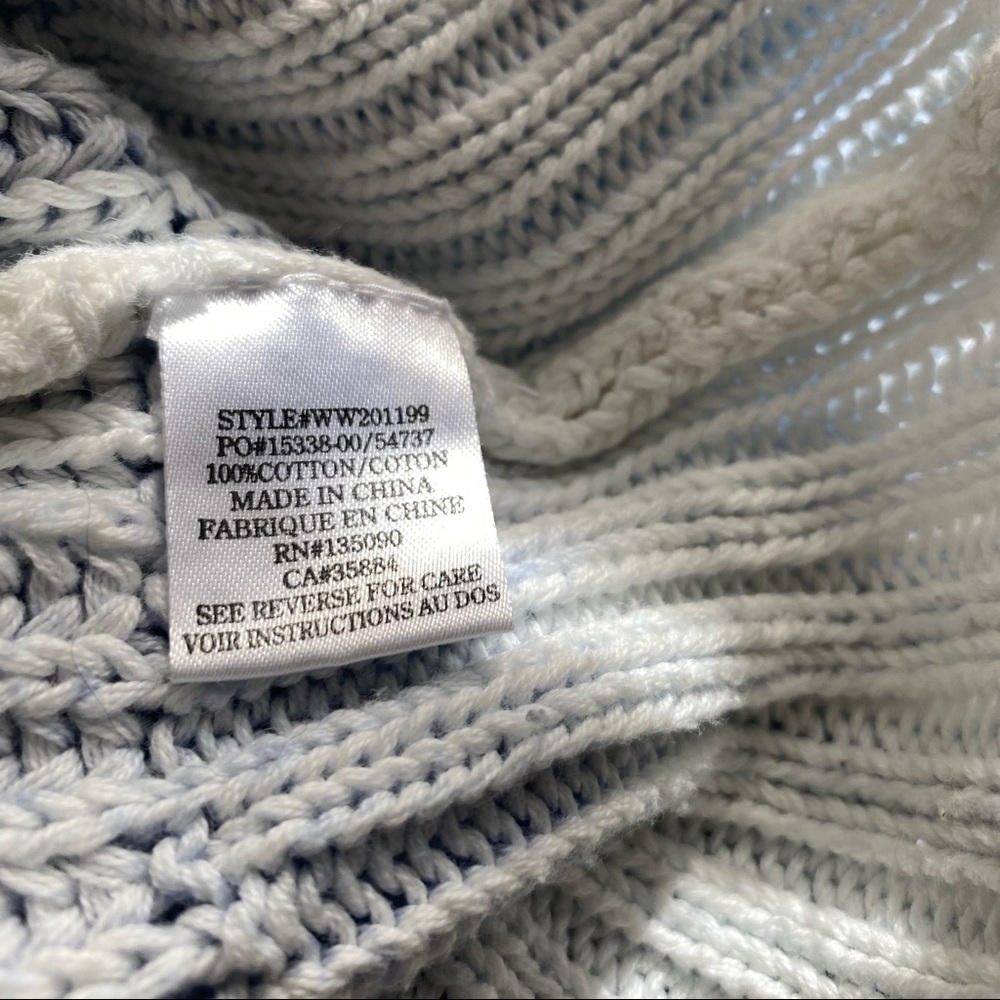 STYLE#WW201199
PO#15338-00/54737
100%COTTON/COTON
MADE IN CHINA
FABRIQUE EN CHINE
RN#135090
CA#35884
SEE REVERSE FOR CARE
VOIR INSTRUCTIONS AU DOS